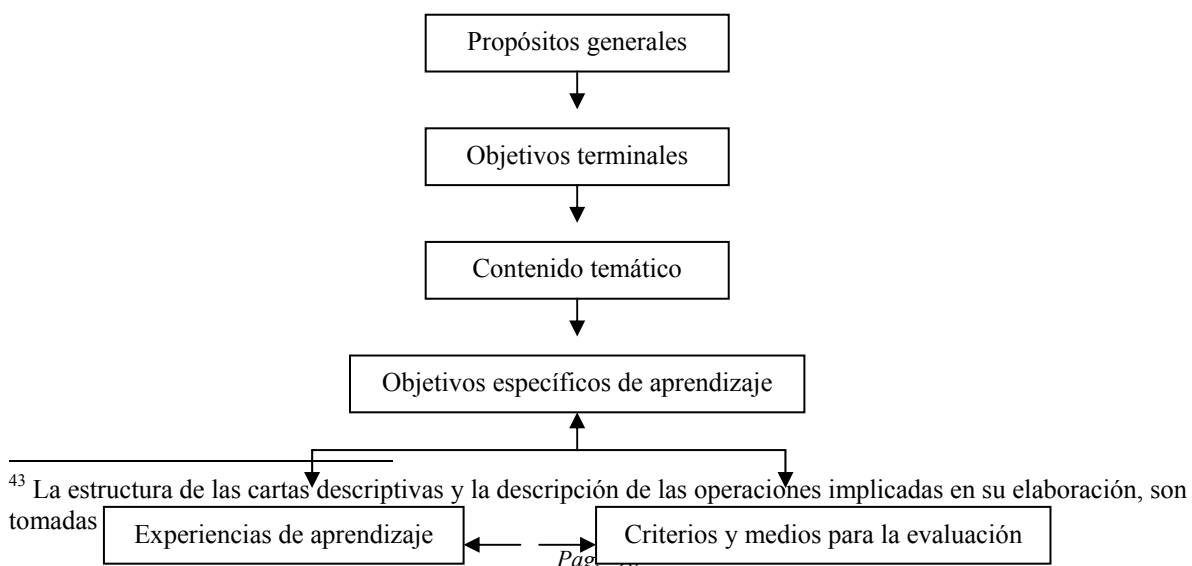 Propósitos generales
Objetivos terminales
Contenido temático
Objetivos específicos de aprendizaje
43 La estructura de las cartas descriptivas y la descripción de las operaciones implicadas en su elaboración, son
tomadas
Experiencias de aprendizaje
Criterios y medios para la evaluación
Pag.